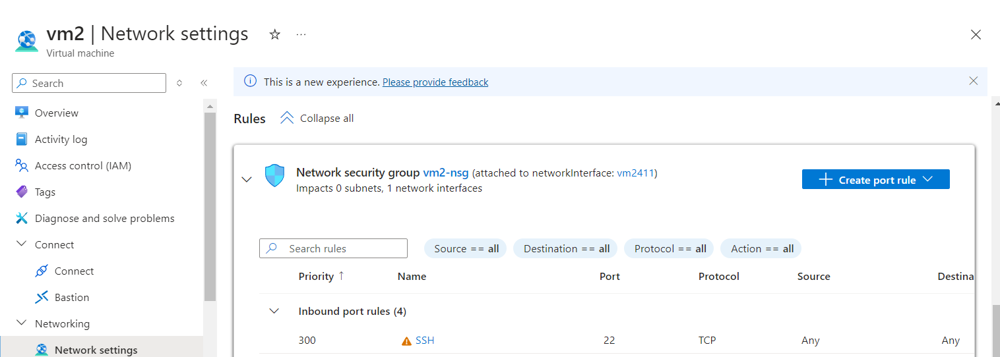 vm2 | Network settings
Virtual machine
Search
This is a new experience. Please provide feedback
Overview
Activity log
Access control (IAM)
Tags
Diagnose and solve problems
Connect
Connect
Bastion
Networking
Network settings
Rules Collapse all
Network security group vm2-nsg (attached to networkInterface: vm2411)
Impacts 0 subnets, 1 network interfaces
Create port rule
Search rules Source == all Destination == all Protocol == all Action == all
Priority ↑ Name Port Protocol Source Destina
Inbound port rules (4)
300 SSH 22 TCP Any Any